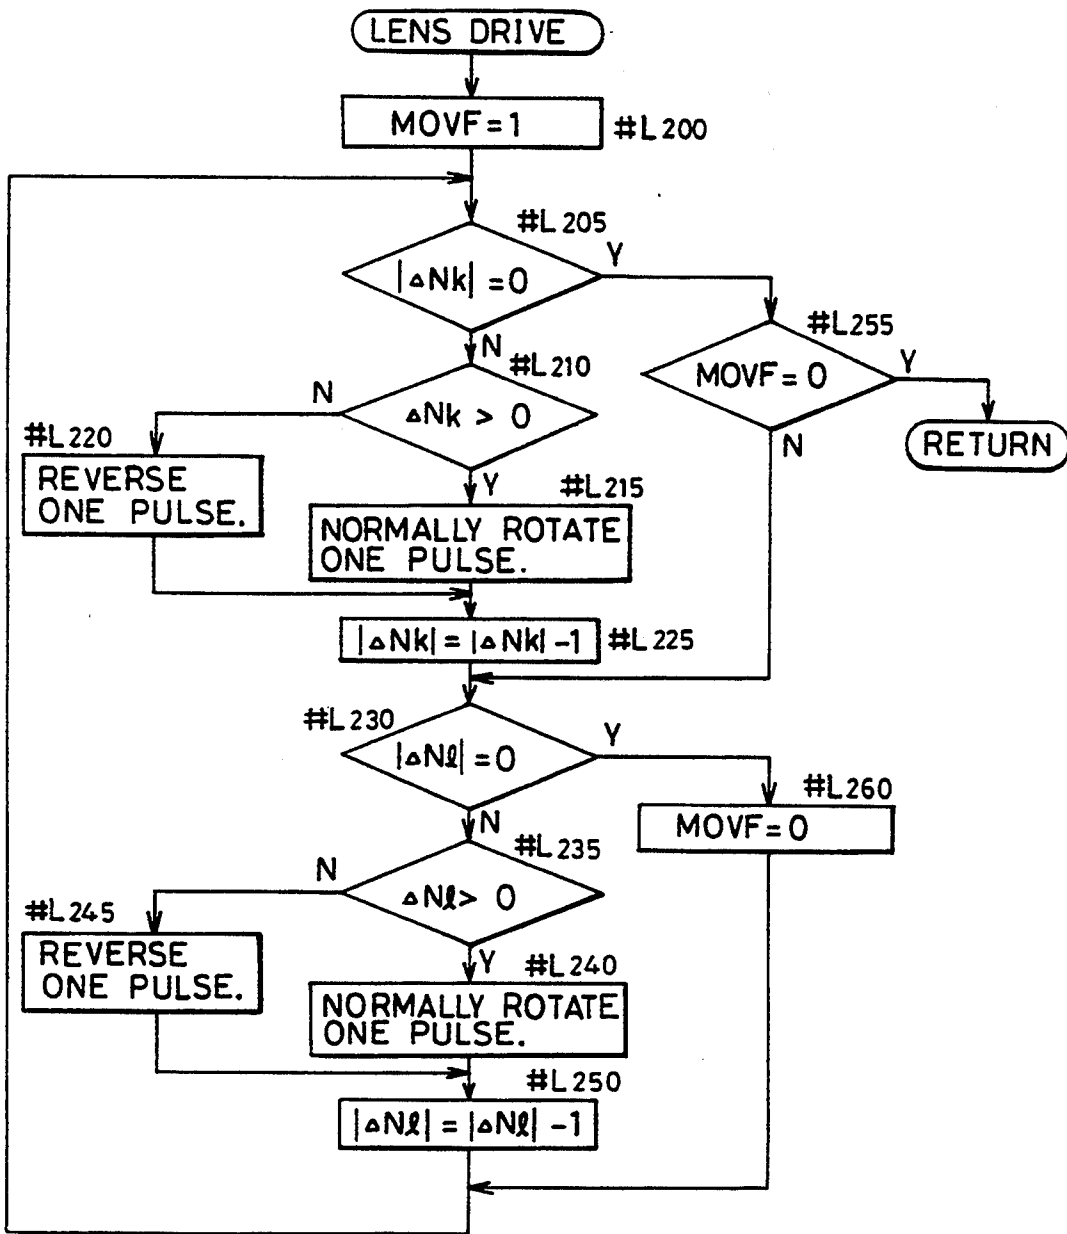 LENS DRIVE
MOVF=1
#L200
#L205
|ΔNk|=0
Y
N
#L255
MOVF=0
Y
N
RETURN
#L210
ΔNk > 0
N
Y
#L220
REVERSE
ONE PULSE.
#L215
NORMALLY ROTATE
ONE PULSE.
|ΔNk|=|ΔNk|-1
#L225
#L230
|ΔNℓ|=0
Y
N
#L260
MOVF=0
#L235
ΔNℓ> 0
N
Y
#L245
REVERSE
ONE PULSE.
#L240
NORMALLY ROTATE
ONE PULSE.
#L250
|ΔNℓ|=|ΔNℓ|-1